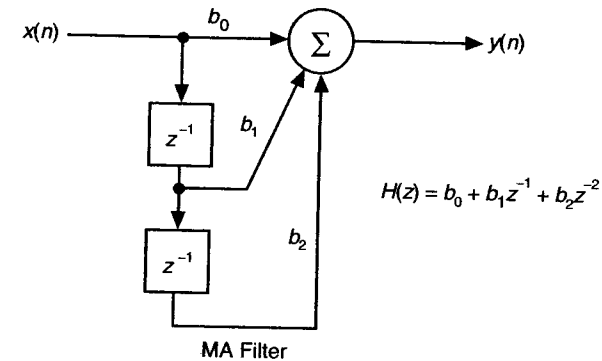 b₀
x(n)
Σ
y(n)
z⁻¹
b₁
H(z) = b₀ + b₁z⁻¹ + b₂z⁻²
b₂
z⁻¹
MA Filter